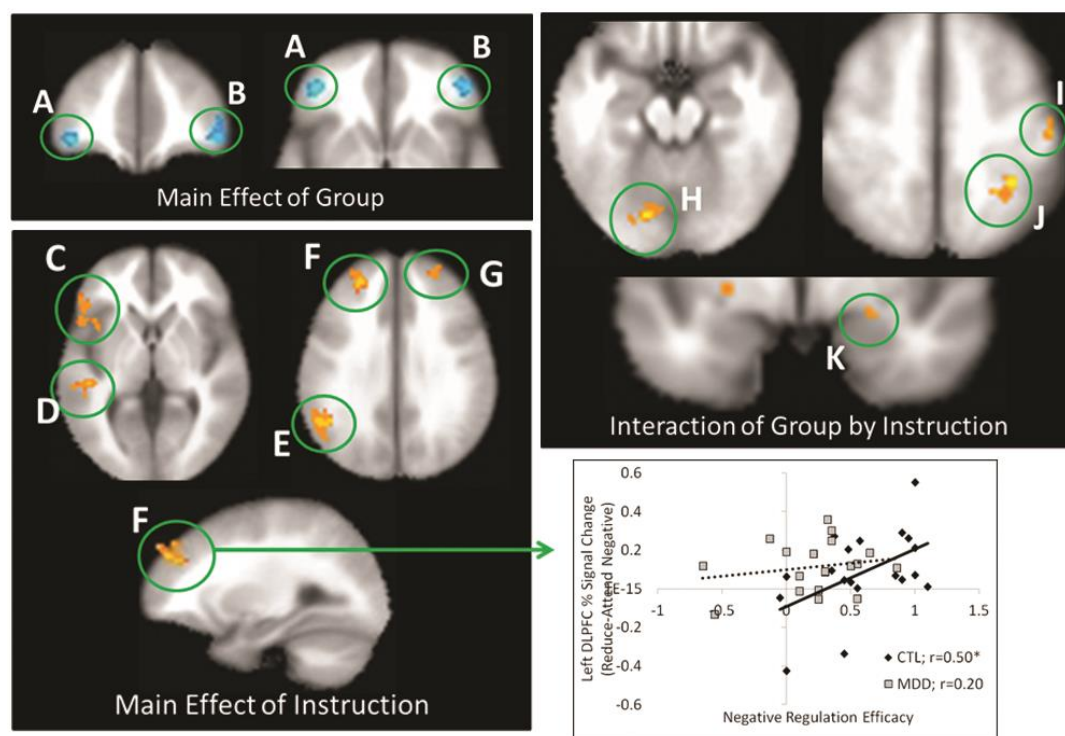 A
B
A
B
Main Effect of Group
C
D
F
G
E
F
Main Effect of Instruction
H
I
J
K
Interaction of Group by Instruction
Left DLPFC % Signal Change
(Reduce-Attend Negative)
0.6
0.4
0.2
E-15
-0.2
-0.4
-0.6
-1
-0.5
0
0.5
1
1.5
CTL; r=0.50*
MDD; r=0.20
Negative Regulation Efficacy